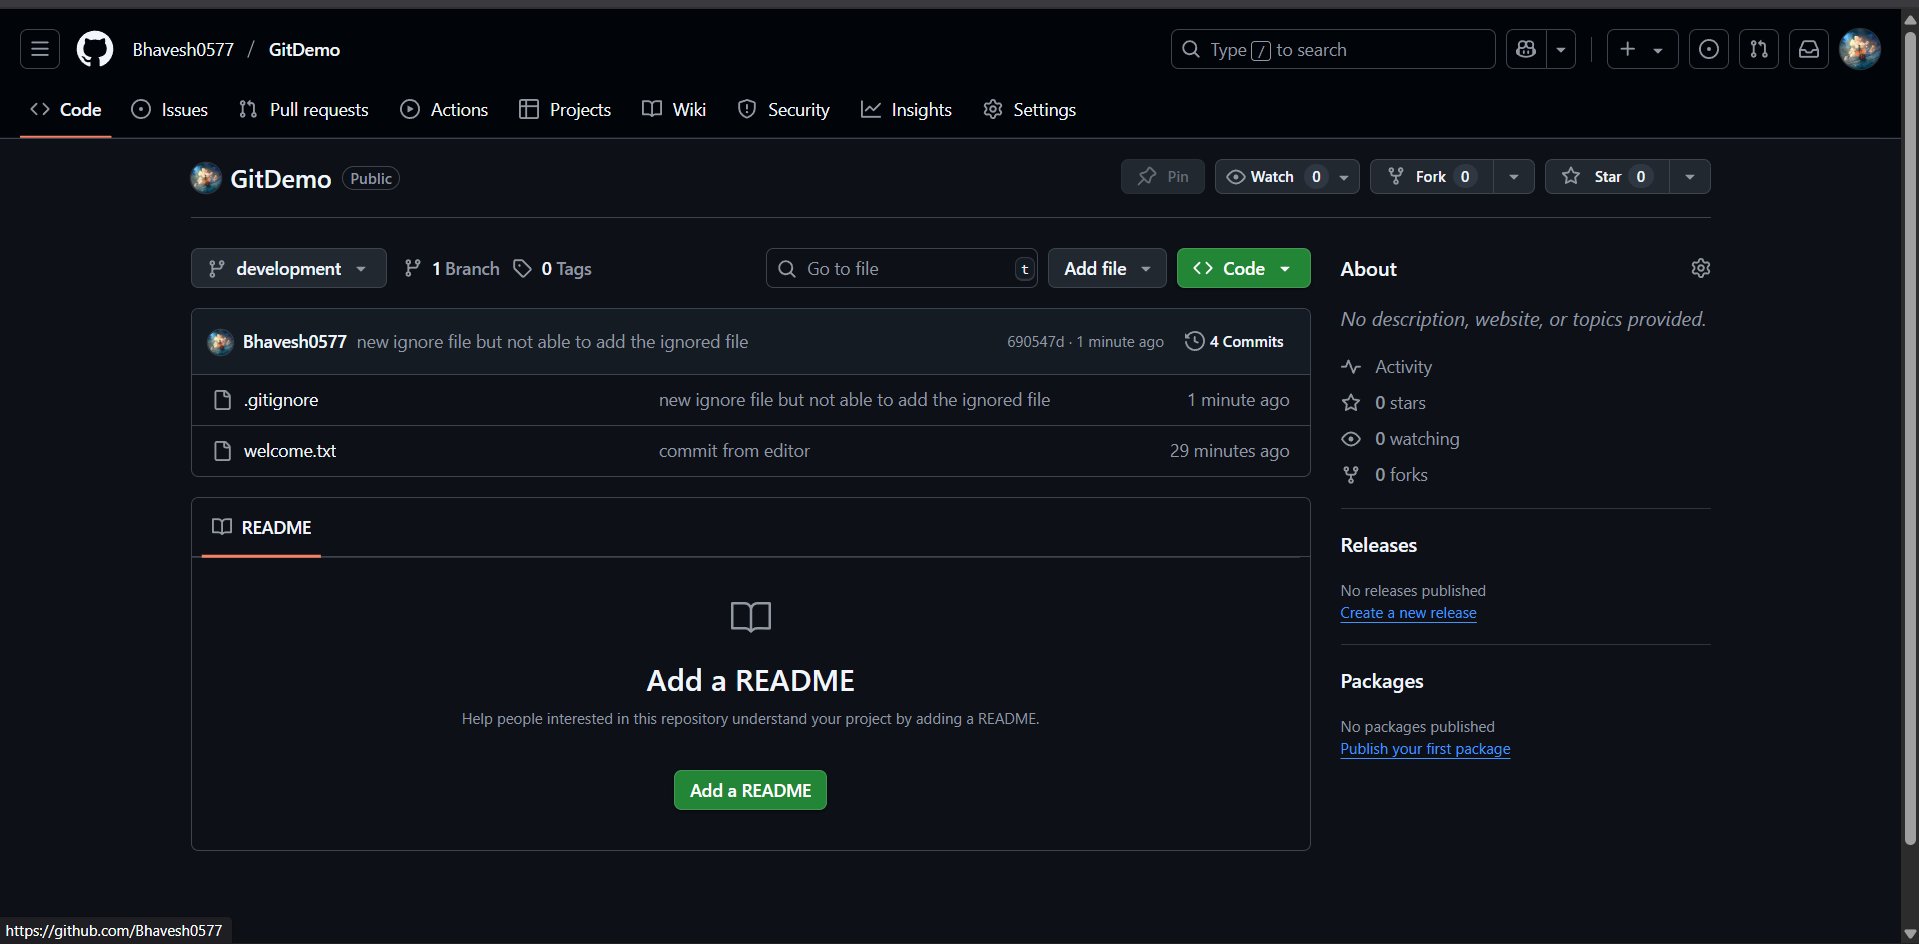 Bhavesh0577 / GitDemo
Type / to search
Code
Issues
Pull requests
Actions
Projects
Wiki
Security
Insights
Settings
GitDemo Public
Pin
Watch 0
Fork 0
Star 0
development
1 Branch
0 Tags
Go to file t
Add file
Code
Bhavesh0577 new ignore file but not able to add the ignored file 690547d · 1 minute ago 4 Commits
.gitignore new ignore file but not able to add the ignored file 1 minute ago
welcome.txt commit from editor 29 minutes ago
README
Add a README
Help people interested in this repository understand your project by adding a README.
Add a README
About
No description, website, or topics provided.
Activity
0 stars
0 watching
0 forks
Releases
No releases published
Create a new release
Packages
No packages published
Publish your first package
https://github.com/Bhavesh0577